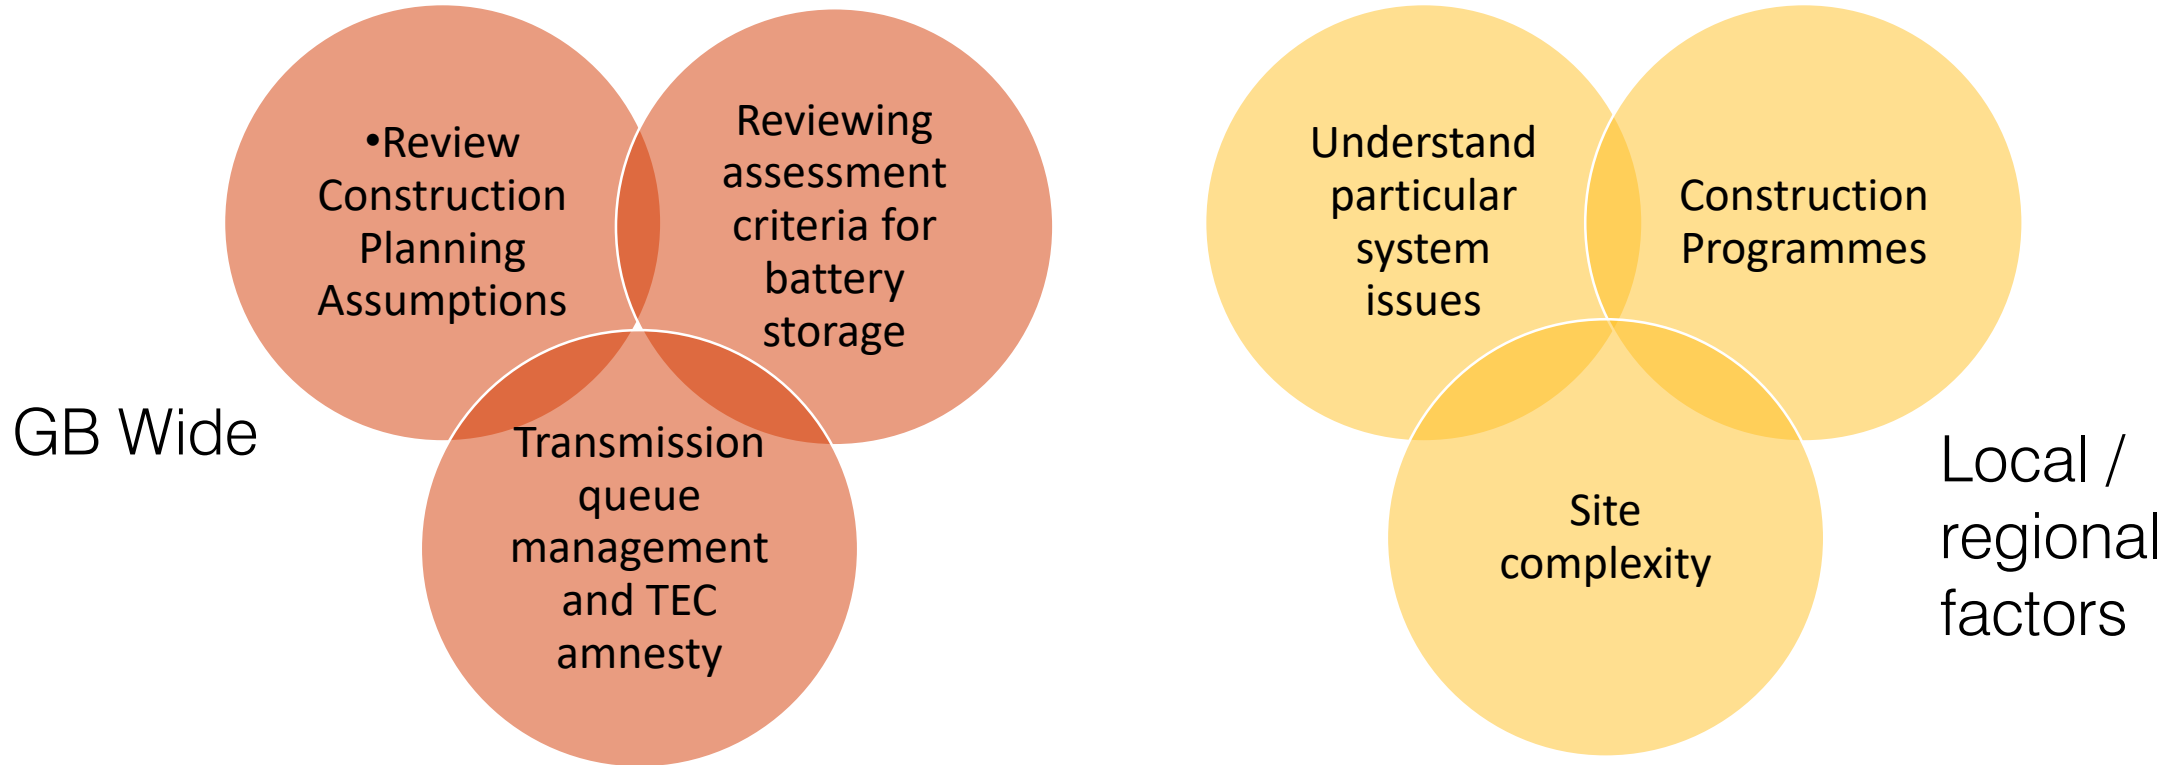 •Review
Construction
Planning
Assumptions
Reviewing
assessment
criteria for
battery
storage
Transmission
queue
management
and TEC
amnesty
GB Wide
Understand
particular
system
issues
Construction
Programmes
Site
complexity
Local /
regional
factors